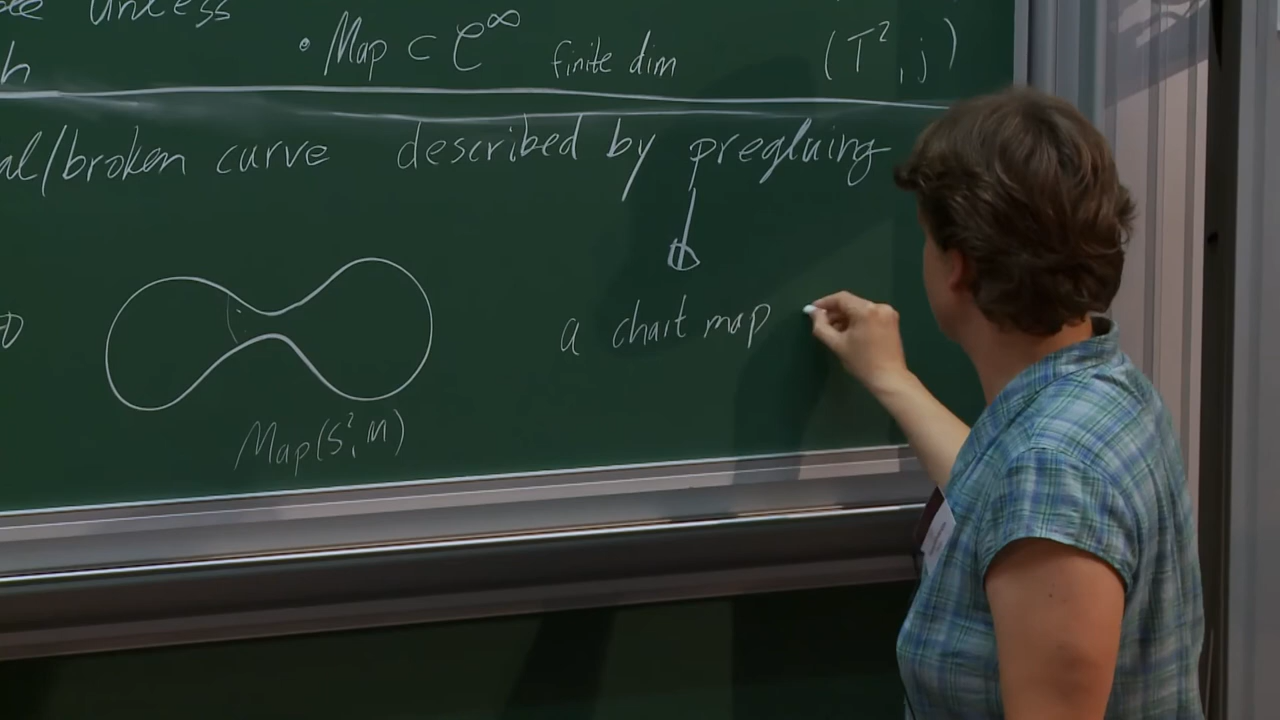 unless
• Map ⊂ C^∞ finite dim (T², j)
h
al/broken curve described by pregluing
a chart map
Map(S², M)